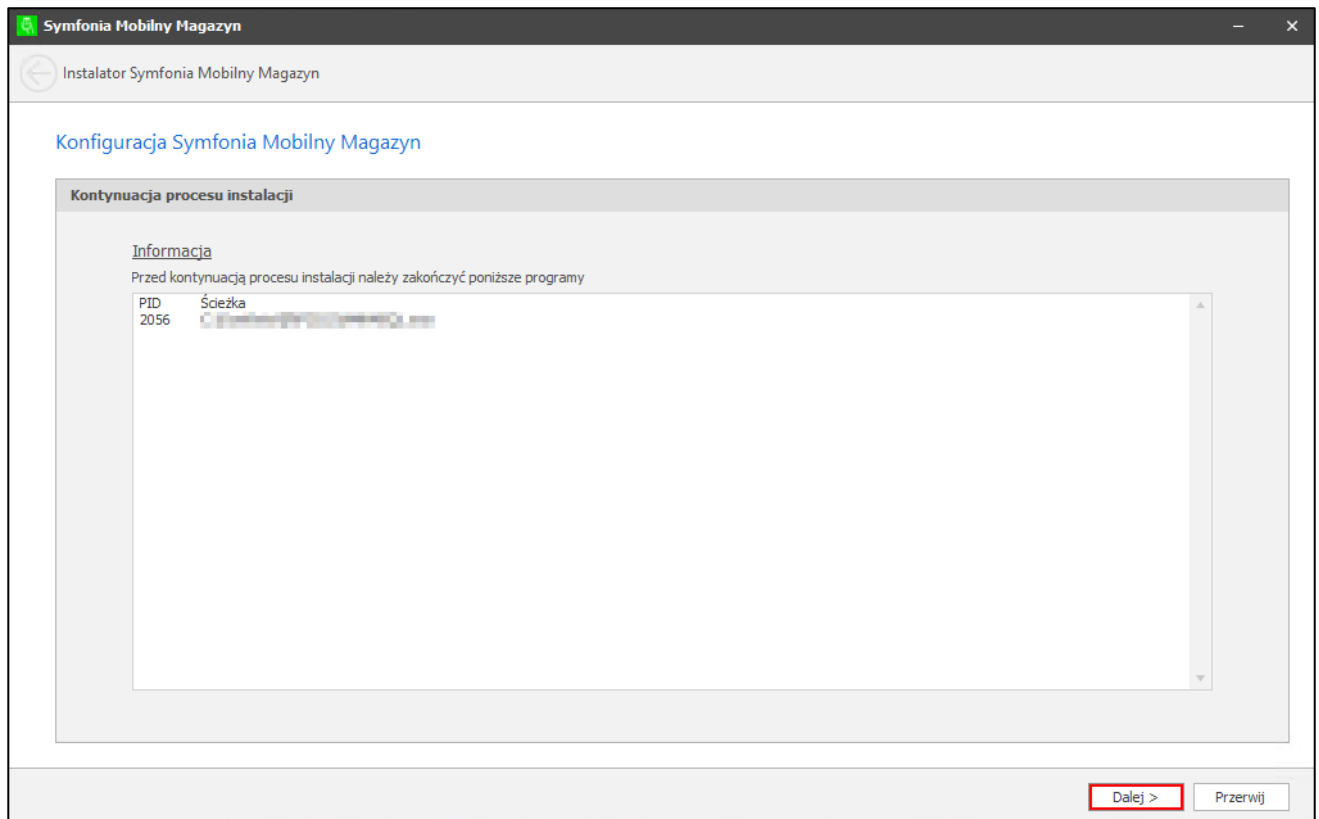 Symfonia Mobilny Magazyn
Instalator Symfonia Mobilny Magazyn
Konfiguracja Symfonia Mobilny Magazyn
Kontynuacja procesu instalacji
Informacja
Przed kontynuacją procesu instalacji należy zakończyć poniższe programy
PID Ścieżka
2056
Dalej >
Przerwij